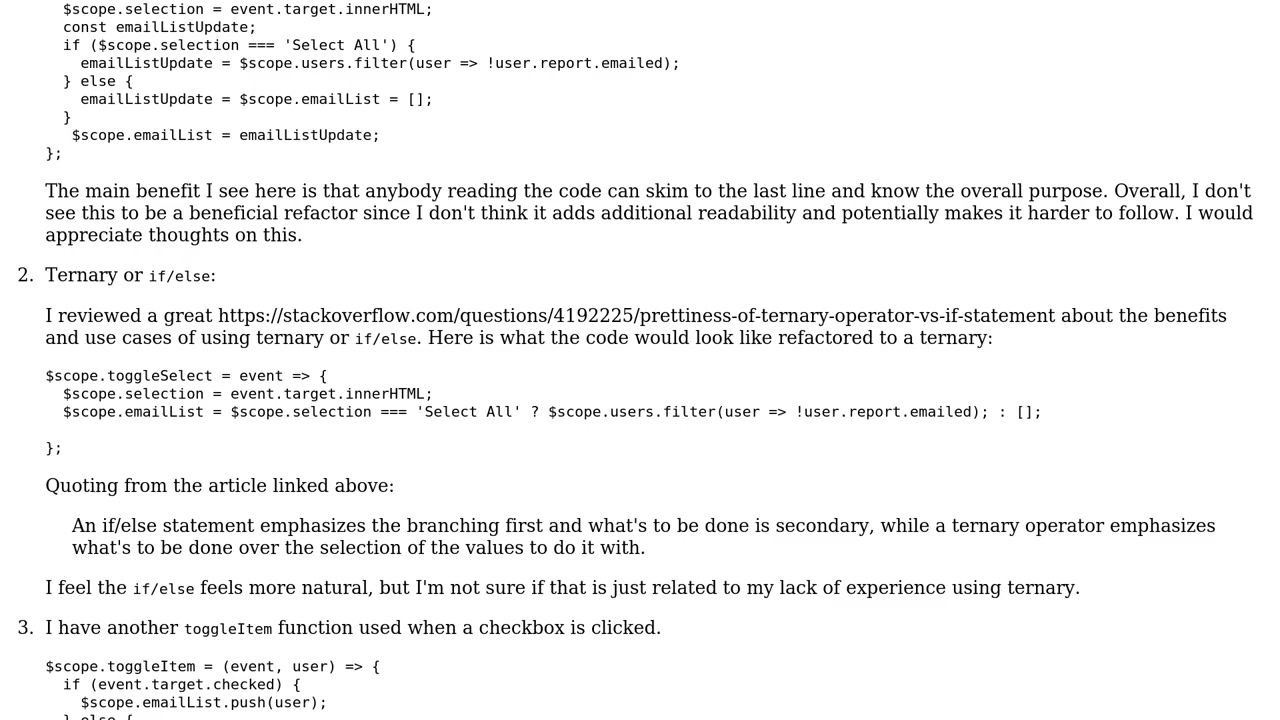 $scope.selection = event.target.innerHTML;
const emailListUpdate;
if ($scope.selection === 'Select All') {
emailListUpdate = $scope.users.filter(user => !user.report.emailed);
} else {
emailListUpdate = $scope.emailList = [];
}
$scope.emailList = emailListUpdate;
};
The main benefit I see here is that anybody reading the code can skim to the last line and know the overall purpose. Overall, I don't
see this to be a beneficial refactor since I don't think it adds additional readability and potentially makes it harder to follow. I would
appreciate thoughts on this.
2. Ternary or if/else:
I reviewed a great https://stackoverflow.com/questions/4192225/prettiness-of-ternary-operator-vs-if-statement about the benefits
and use cases of using ternary or if/else. Here is what the code would look like refactored to a ternary:
$scope.toggleSelect = event => {
$scope.selection = event.target.innerHTML;
$scope.emailList = $scope.selection === 'Select All' ? $scope.users.filter(user => !user.report.emailed); : [];
};
Quoting from the article linked above:
An if/else statement emphasizes the branching first and what's to be done is secondary, while a ternary operator emphasizes
what's to be done over the selection of the values to do it with.
I feel the if/else feels more natural, but I'm not sure if that is just related to my lack of experience using ternary.
3. I have another toggleItem function used when a checkbox is clicked.
$scope.toggleItem = (event, user) => {
if (event.target.checked) {
$scope.emailList.push(user);
} else {